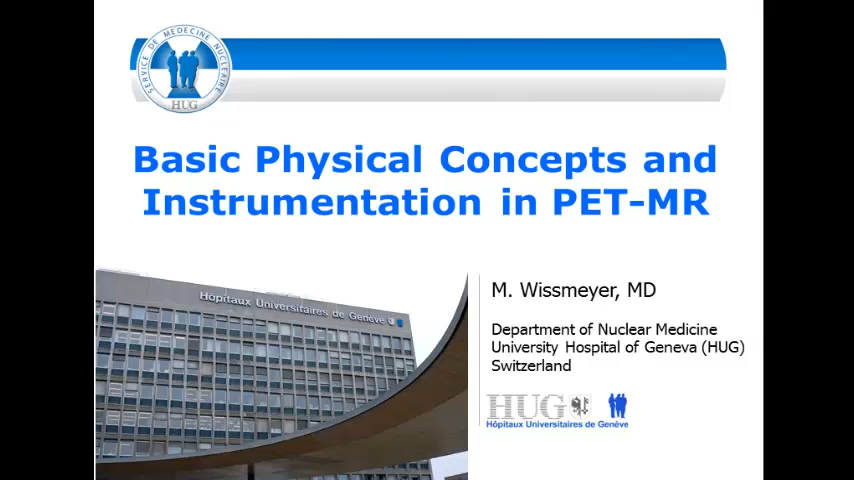 SERVICE DE MEDECINE NUCLEAIRE
HUG
Basic Physical Concepts and
Instrumentation in PET-MR
Hôpitaux Universitaires de Genève
M. Wissmeyer, MD
Department of Nuclear Medicine
University Hospital of Geneva (HUG)
Switzerland
HUG
Hôpitaux Universitaires de Genève